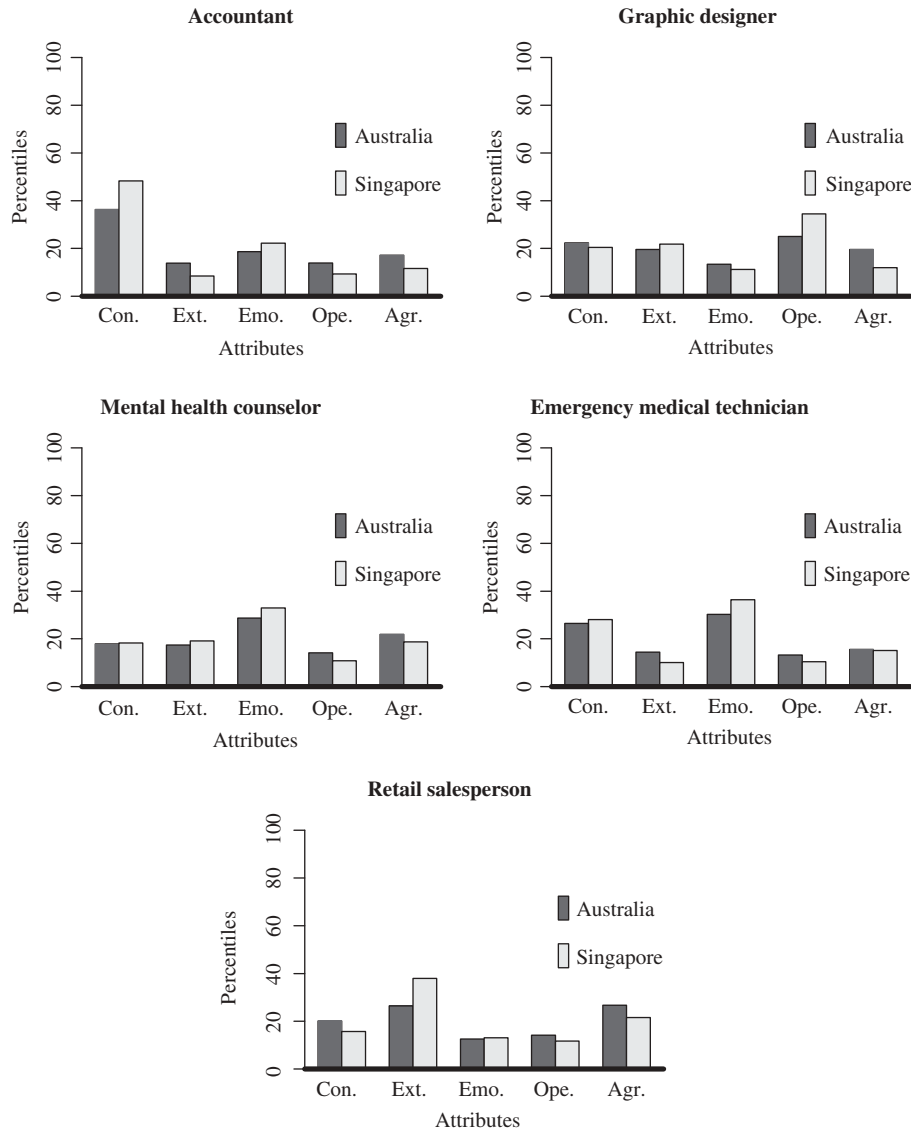 Accountant
Percentiles
0 20 40 60 80 100
Australia
Singapore
Con. Ext. Emo. Ope. Agr.
Attributes
Graphic designer
Percentiles
0 20 40 60 80 100
Australia
Singapore
Con. Ext. Emo. Ope. Agr.
Attributes
Mental health counselor
Percentiles
0 20 40 60 80 100
Australia
Singapore
Con. Ext. Emo. Ope. Agr.
Attributes
Emergency medical technician
Percentiles
0 20 40 60 80 100
Australia
Singapore
Con. Ext. Emo. Ope. Agr.
Attributes
Retail salesperson
Percentiles
0 20 40 60 80 100
Australia
Singapore
Con. Ext. Emo. Ope. Agr.
Attributes